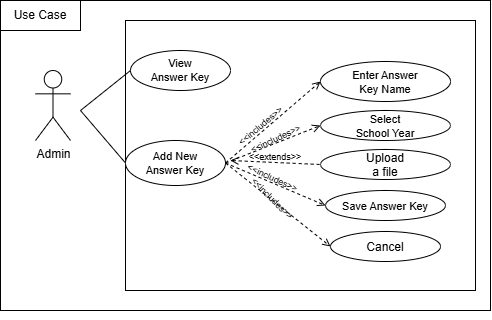 Use Case
View
Answer Key
Enter Answer
Key Name
<<includes>>
Select
School Year
<<includes>>
Admin
Add New
Answer Key
<<extends>>
Upload
a file
<<includes>>
Save Answer Key
<<includes>>
Cancel